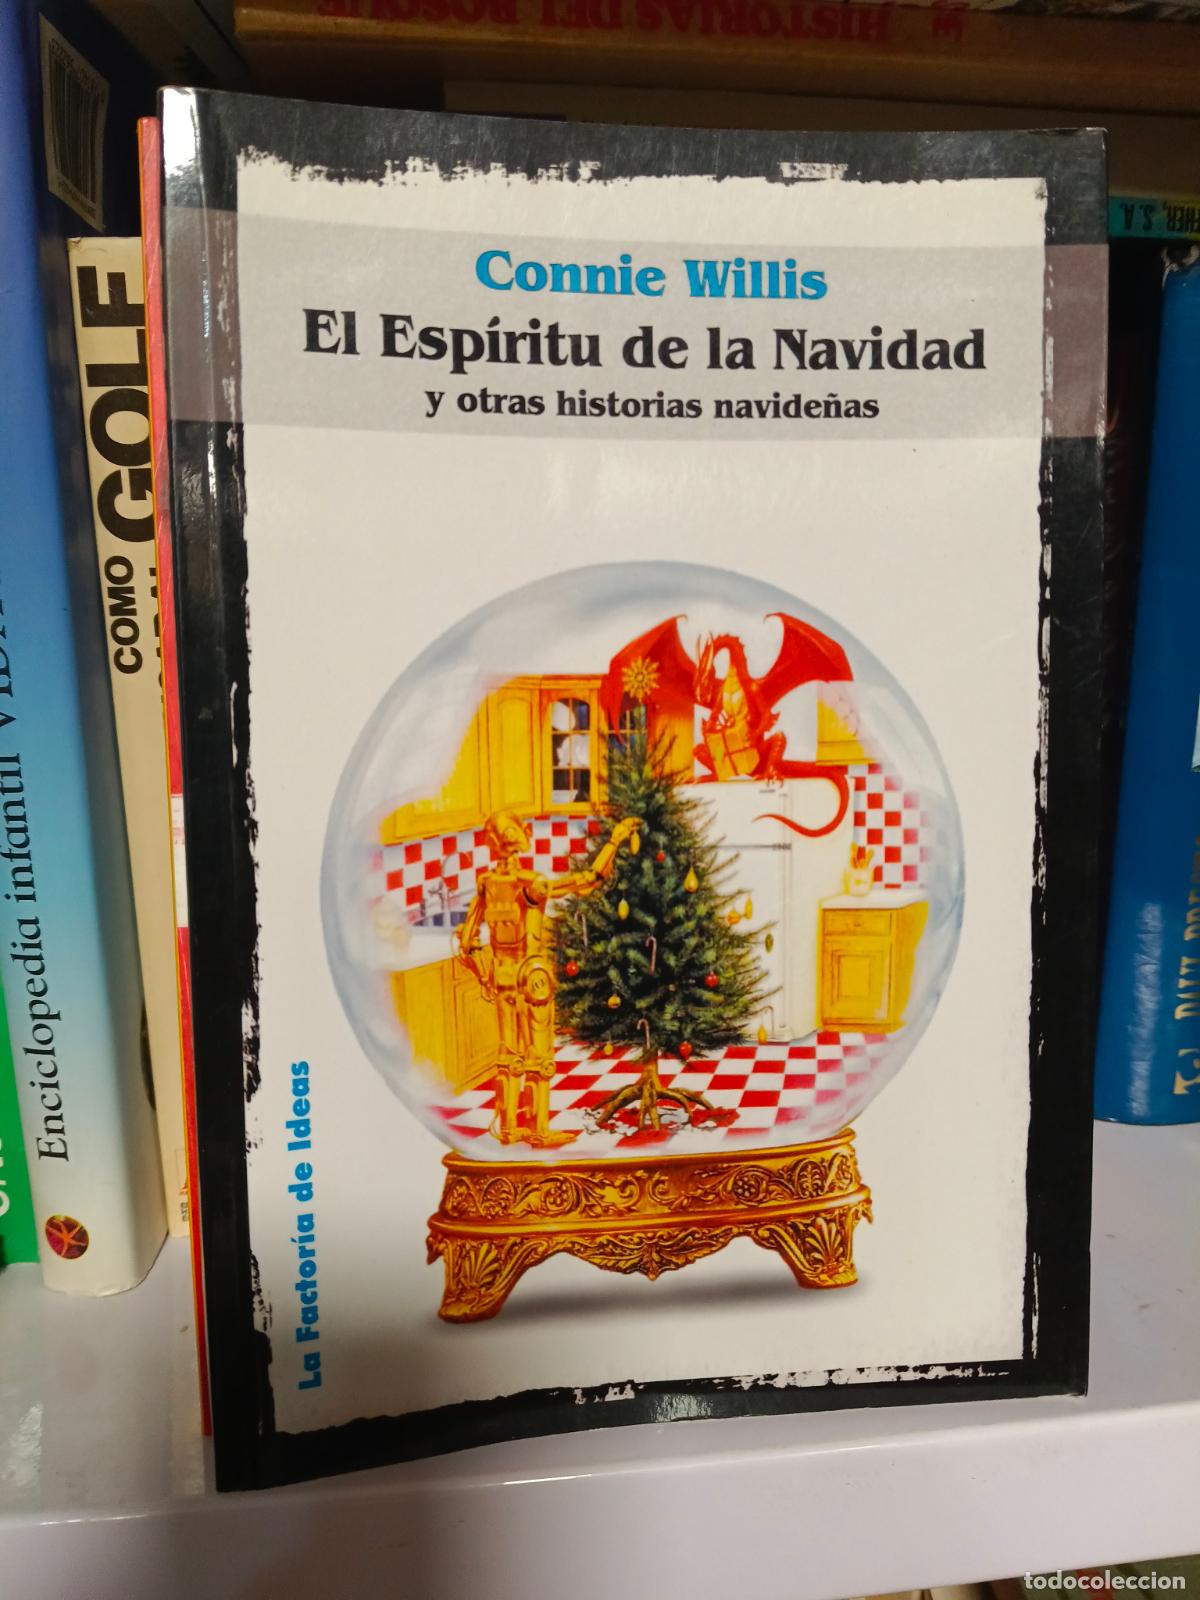 HISTORIAS DEL BOSQUE
Connie Willis
El Espíritu de la Navidad
y otras historias navideñas
La Factoría de Ideas
COMO
GOLF
Enciclopedia infantil
S. A.
todocoleccion